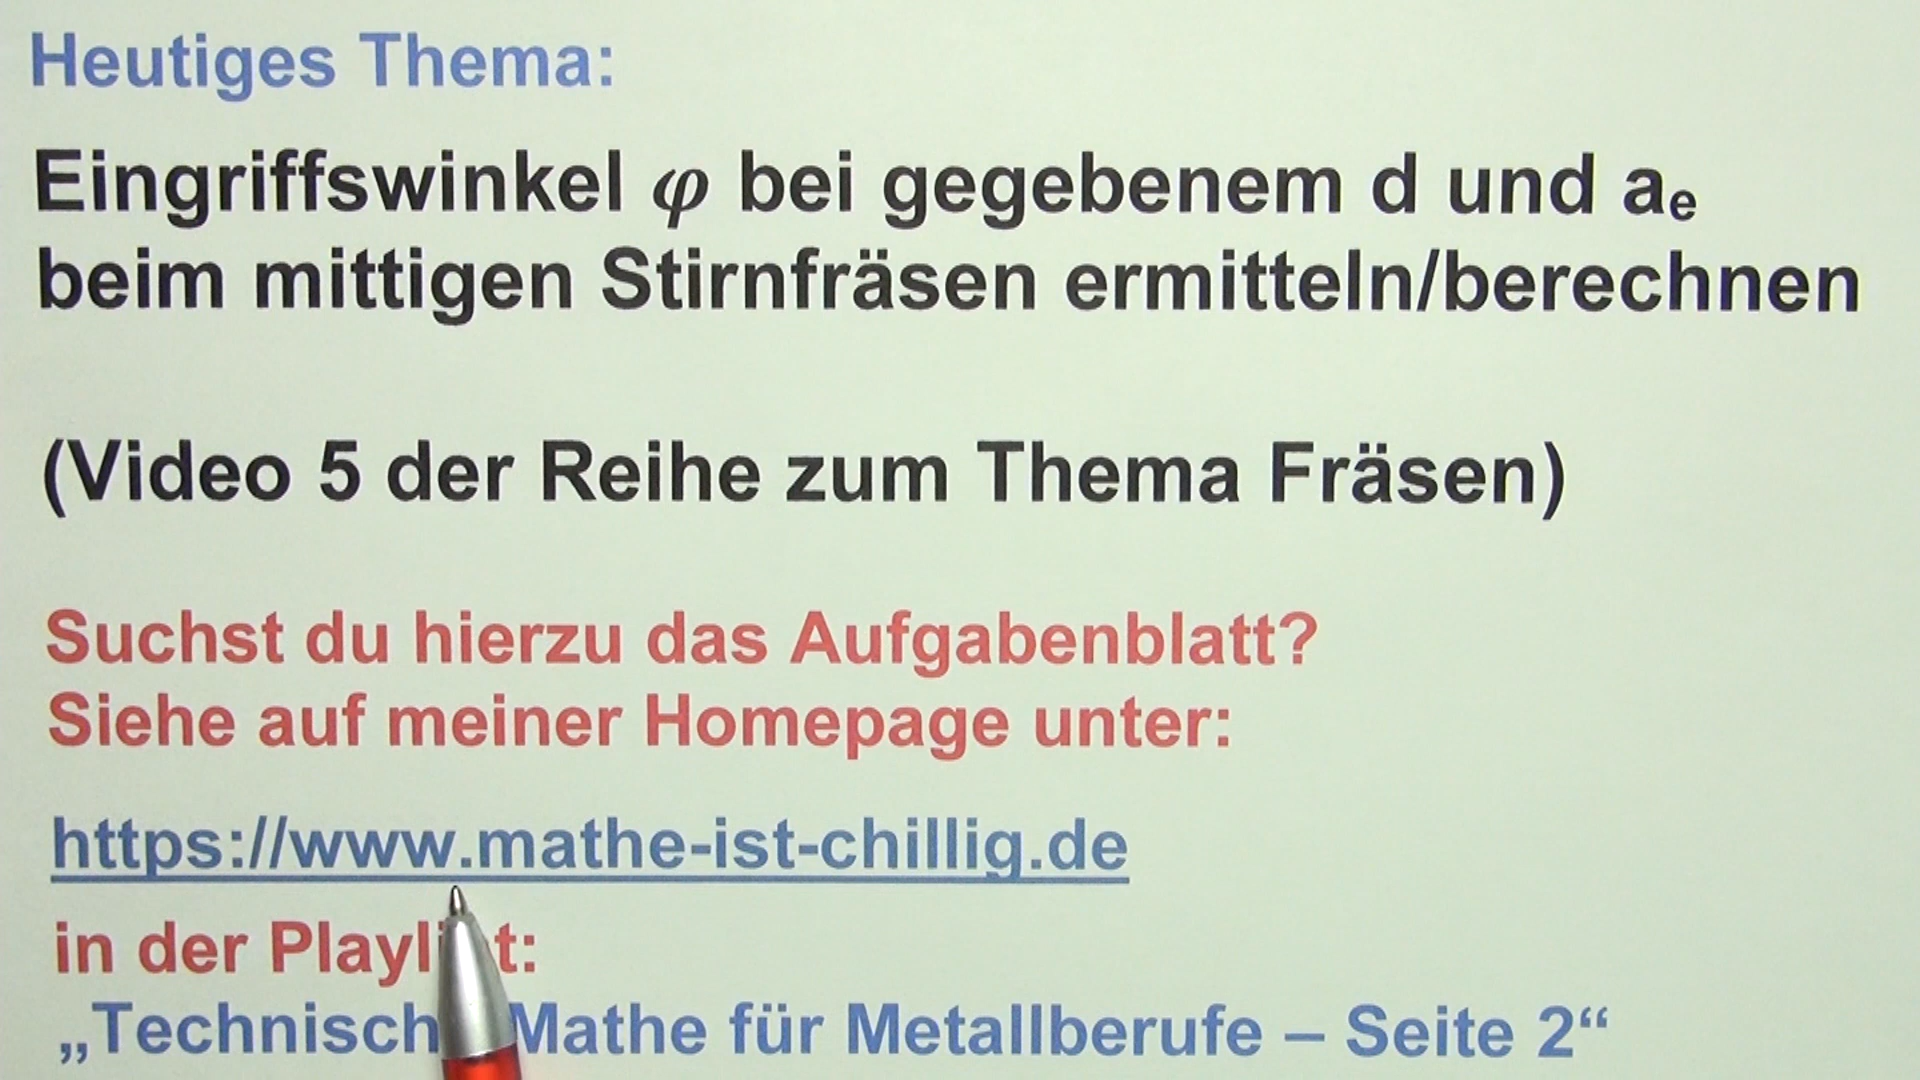 Heutiges Thema:
Eingriffswinkel φ bei gegebenem d und aₑ
beim mittigen Stirnfräsen ermitteln/berechnen
(Video 5 der Reihe zum Thema Fräsen)
Suchst du hierzu das Aufgabenblatt?
Siehe auf meiner Homepage unter:
https://www.mathe-ist-chillig.de
in der Playlist:
„Technisch Mathe für Metallberufe – Seite 2“